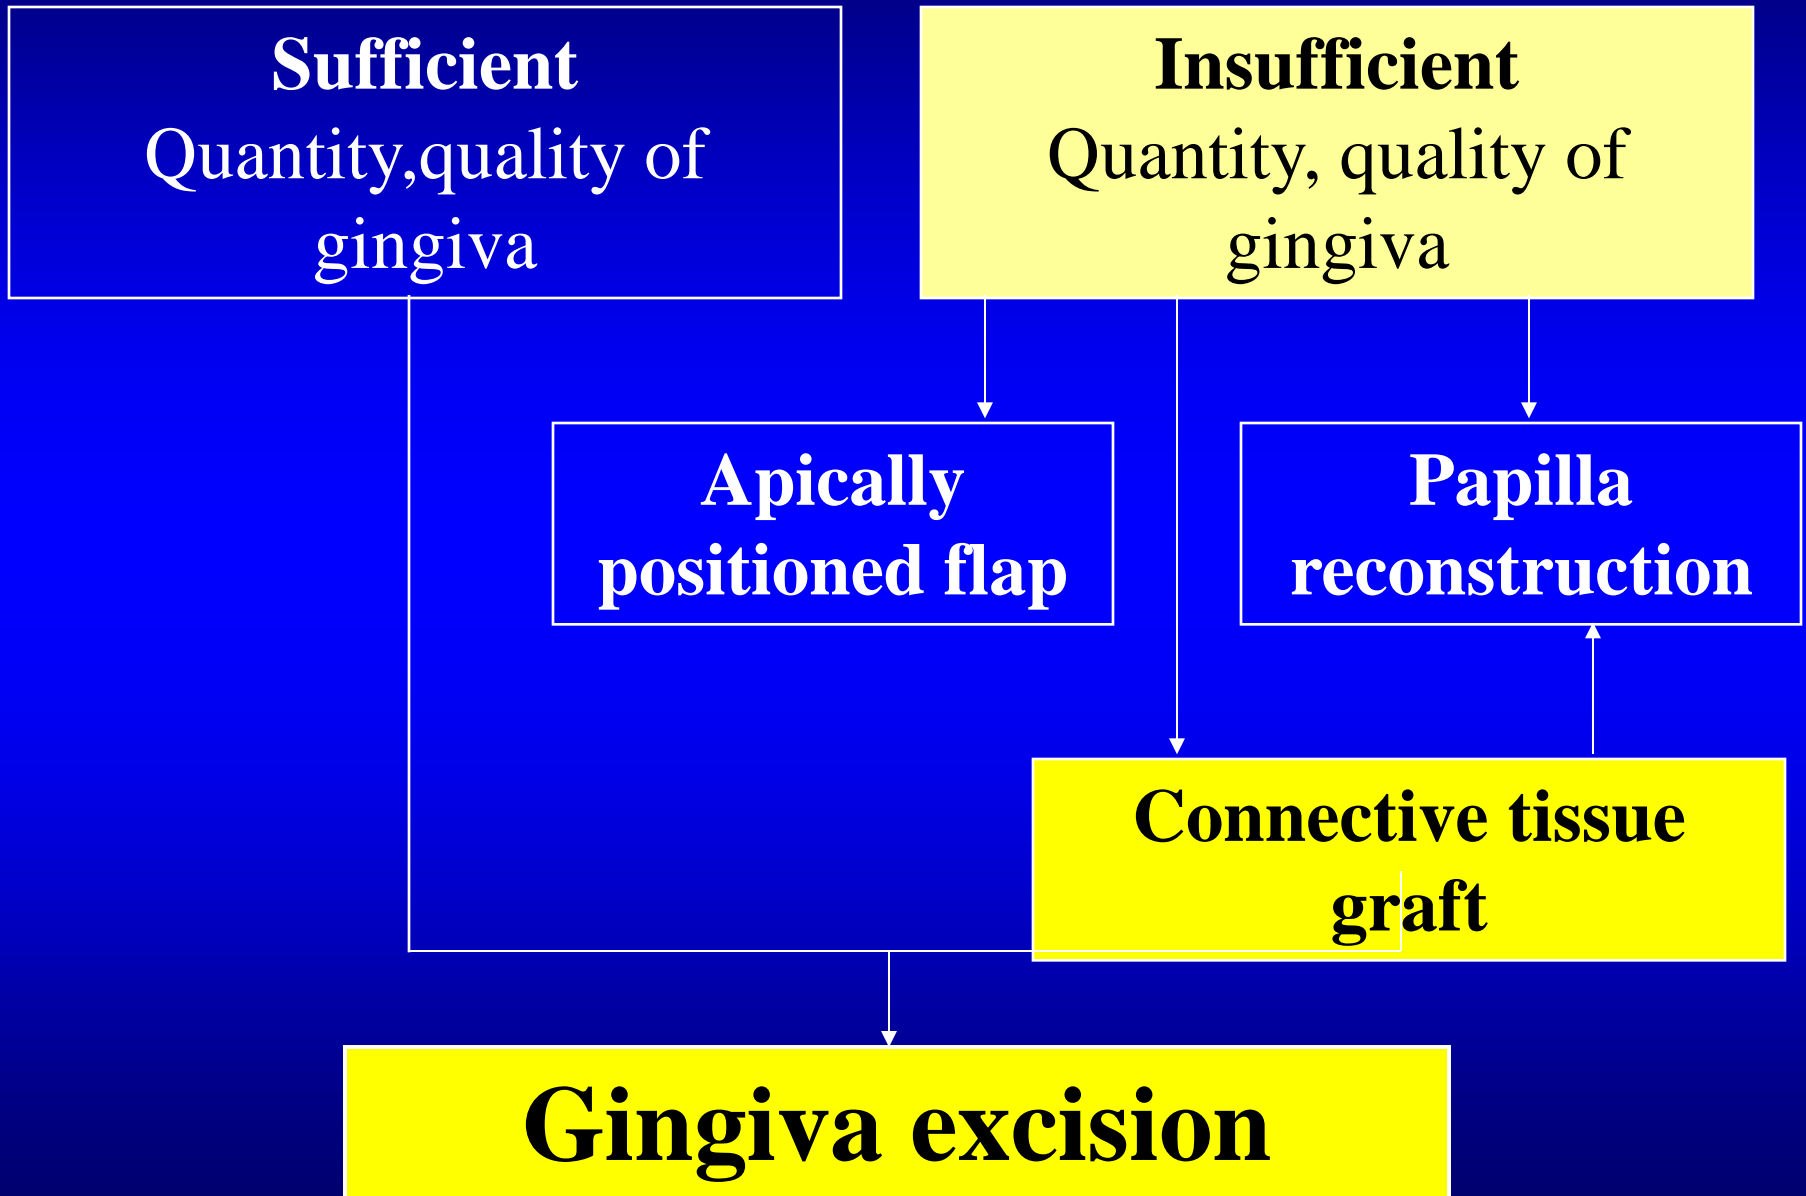 Sufficient
Quantity,quality of
gingiva
Insufficient
Quantity, quality of
gingiva
Apically
positioned flap
Papilla
reconstruction
Connective tissue
graft
Gingiva excision